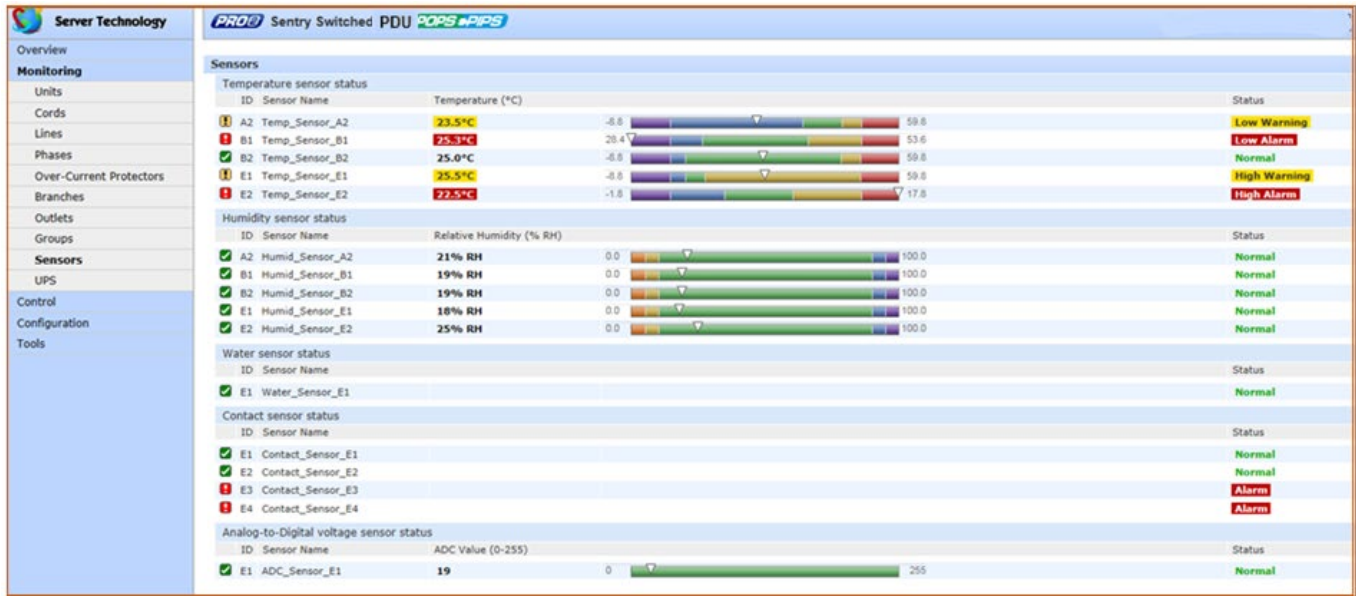 Server Technology
PRO2 Sentry Switched PDU POPS PIPS
Overview
Monitoring
Units
Cords
Lines
Phases
Over-Current Protectors
Branches
Outlets
Groups
Sensors
UPS
Control
Configuration
Tools
Sensors
Temperature sensor status
ID Sensor Name Temperature (°C) Status
A2 Temp_Sensor_A2 23.5°C -8.8 59.8 Low Warning
B1 Temp_Sensor_B1 25.3°C 28.4 53.6 Low Alarm
B2 Temp_Sensor_B2 25.0°C -8.8 59.8 Normal
E1 Temp_Sensor_E1 25.5°C -8.8 59.8 High Warning
E2 Temp_Sensor_E2 22.5°C -1.8 17.8 High Alarm
Humidity sensor status
ID Sensor Name Relative Humidity (% RH) Status
A2 Humid_Sensor_A2 21% RH 0.0 100.0 Normal
B1 Humid_Sensor_B1 19% RH 0.0 100.0 Normal
B2 Humid_Sensor_B2 19% RH 0.0 100.0 Normal
E1 Humid_Sensor_E1 18% RH 0.0 100.0 Normal
E2 Humid_Sensor_E2 25% RH 0.0 100.0 Normal
Water sensor status
ID Sensor Name Status
E1 Water_Sensor_E1 Normal
Contact sensor status
ID Sensor Name Status
E1 Contact_Sensor_E1 Normal
E2 Contact_Sensor_E2 Normal
E3 Contact_Sensor_E3 Alarm
E4 Contact_Sensor_E4 Alarm
Analog-to-Digital voltage sensor status
ID Sensor Name ADC Value (0-255) Status
E1 ADC_Sensor_E1 19 0 255 Normal